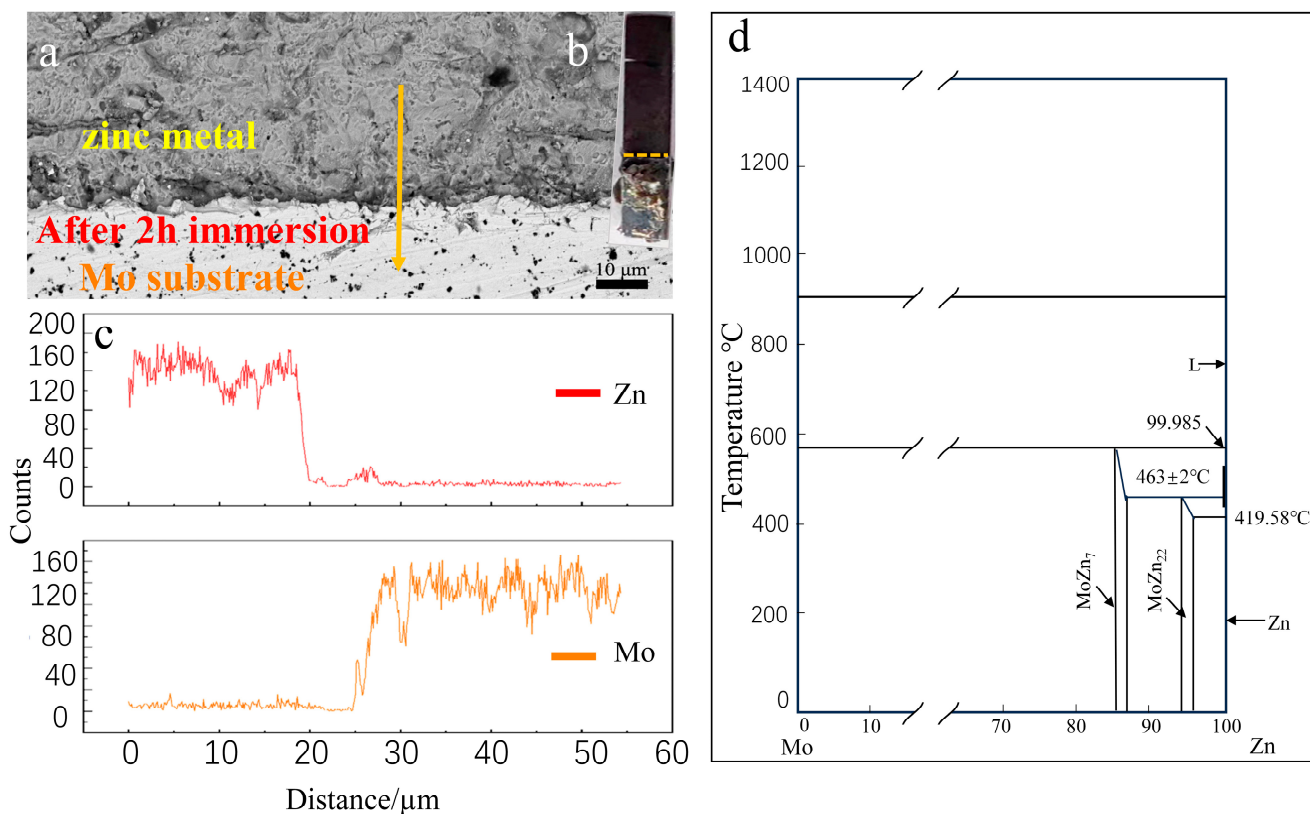 a
b
zinc metal
After 2h immersion
Mo substrate
10 μm
c
200
160
120
80
40
0
Zn
Counts
160
120
80
40
0
Mo
0 10 20 30 40 50 60
Distance/μm
d
Temperature °C
1400
1200
1000
800
600
400
200
0
L
99.985
463±2℃
419.58℃
MoZn₇
MoZn₂₂
Zn
0 10 70 80 90 100
Mo Zn